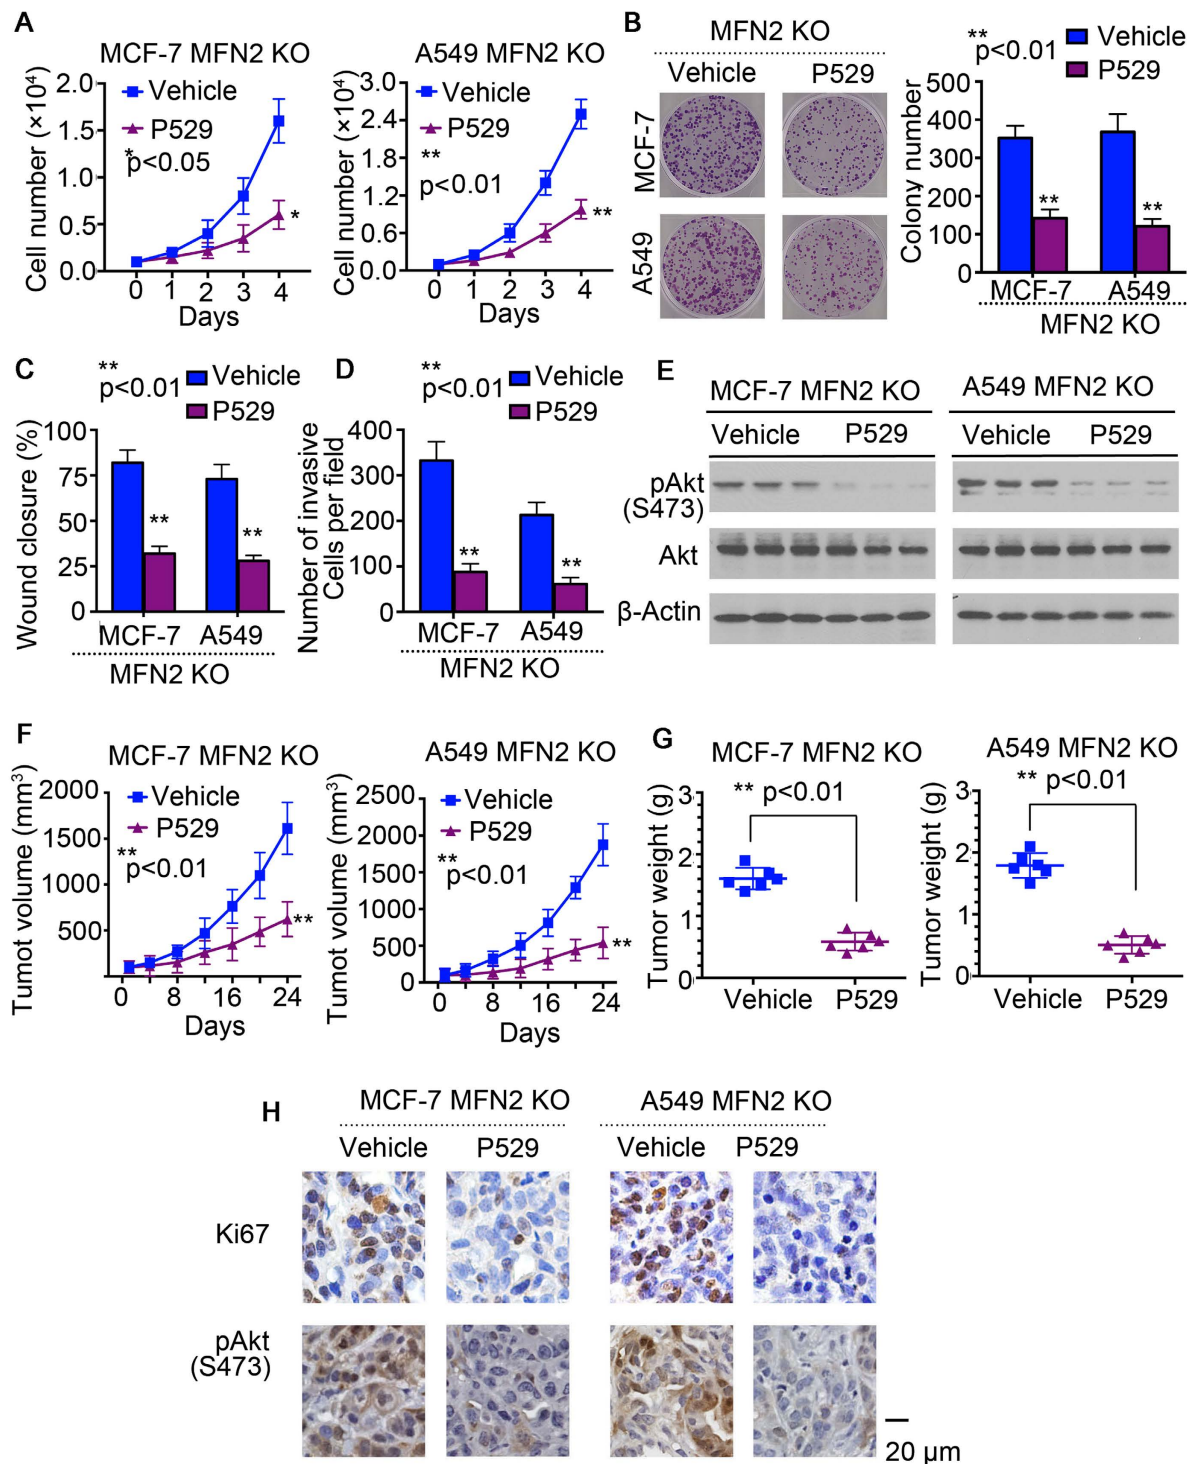 A
MCF-7 MFN2 KO
Cell number (×10⁴)
2.0
1.5
1.0
0.5
0.0
Vehicle
P529
*
p<0.05
*
0 1 2 3 4
Days
A549 MFN2 KO
Cell number (×10⁴)
3.0
2.4
1.8
1.2
0.6
0.0
Vehicle
P529
**
p<0.01
**
0 1 2 3 4
Days
B
MFN2 KO
Vehicle P529
MCF-7
A549
**
p<0.01
Vehicle
P529
Colony number
500
400
300
200
100
0
**
**
MCF-7 A549
MFN2 KO
C
**
p<0.01
Vehicle
P529
Wound closure (%)
100
75
50
25
0
**
**
MCF-7 A549
MFN2 KO
D
**
p<0.01
Vehicle
P529
Number of invasive
Cells per field
400
300
200
100
0
**
**
MCF-7 A549
MFN2 KO
E
MCF-7 MFN2 KO A549 MFN2 KO
Vehicle P529 Vehicle P529
pAkt
(S473)
Akt
β-Actin
F
MCF-7 MFN2 KO
Tumot volume (mm³)
2000
1500
1000
500
Vehicle
P529
**
p<0.01
**
0 8 16 24
Days
A549 MFN2 KO
Tumot volume (mm³)
2500
2000
1500
1000
500
0
Vehicle
P529
**
p<0.01
**
0 8 16 24
Days
G
MCF-7 MFN2 KO
Tumor weight (g)
3
2
1
0
** p<0.01
Vehicle P529
A549 MFN2 KO
Tumor weight (g)
3
2
1
0
** p<0.01
Vehicle P529
H
MCF-7 MFN2 KO A549 MFN2 KO
Vehicle P529 Vehicle P529
Ki67
pAkt
(S473)
20 μm